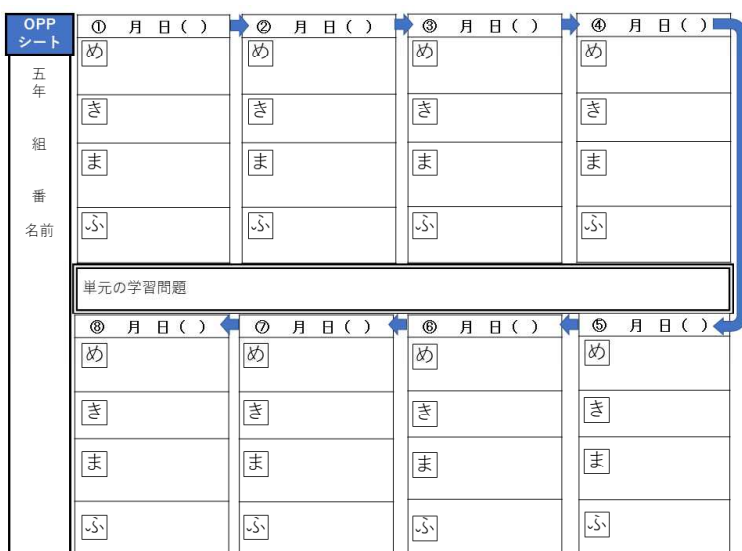 OPP
シート
五年 組 番
名前
① 月 日( )
め
き
ま
ふ
② 月 日( )
め
き
ま
ふ
③ 月 日( )
め
き
ま
ふ
④ 月 日( )
め
き
ま
ふ
単元の学習問題
⑤ 月 日( )
め
き
ま
ふ
⑥ 月 日( )
め
き
ま
ふ
⑦ 月 日( )
め
き
ま
ふ
⑧ 月 日( )
め
き
ま
ふ